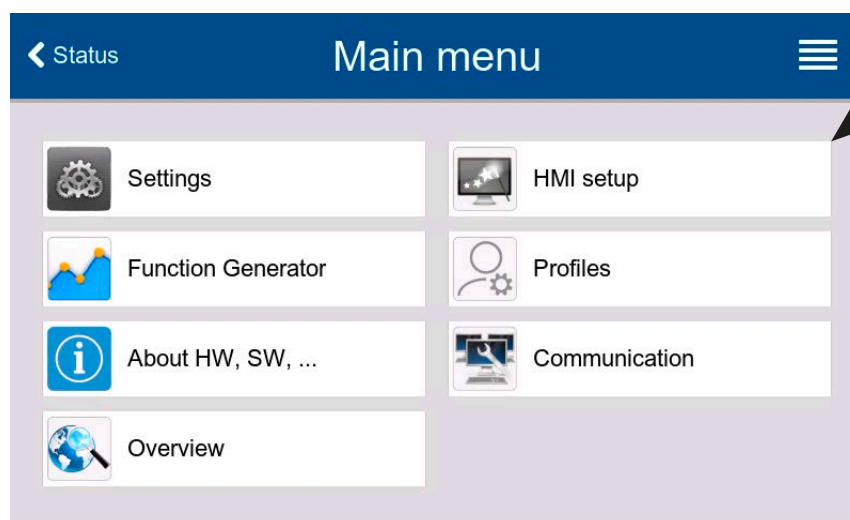 Status
Main menu
Settings
HMI setup
Function Generator
Profiles
About HW, SW, ...
Communication
Overview